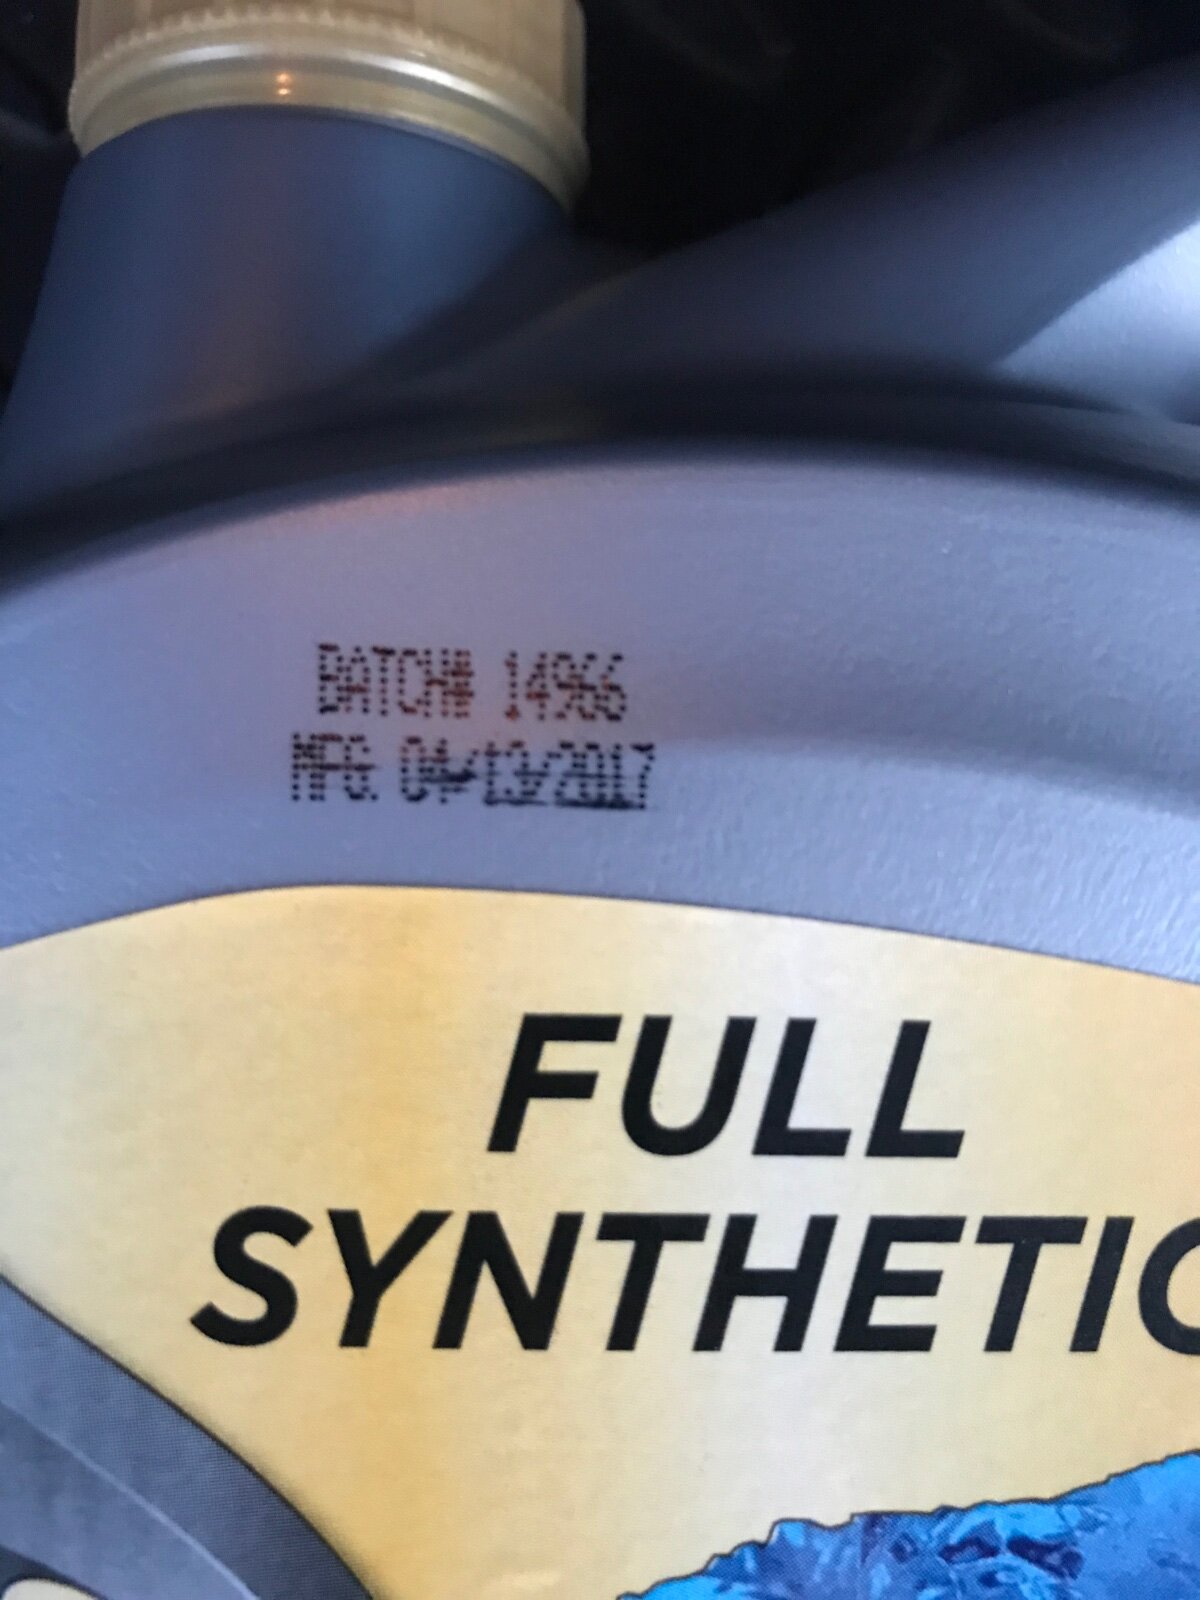 BATCH# 14966
MFG. 04/13/2017
FULL
SYNTHETIC